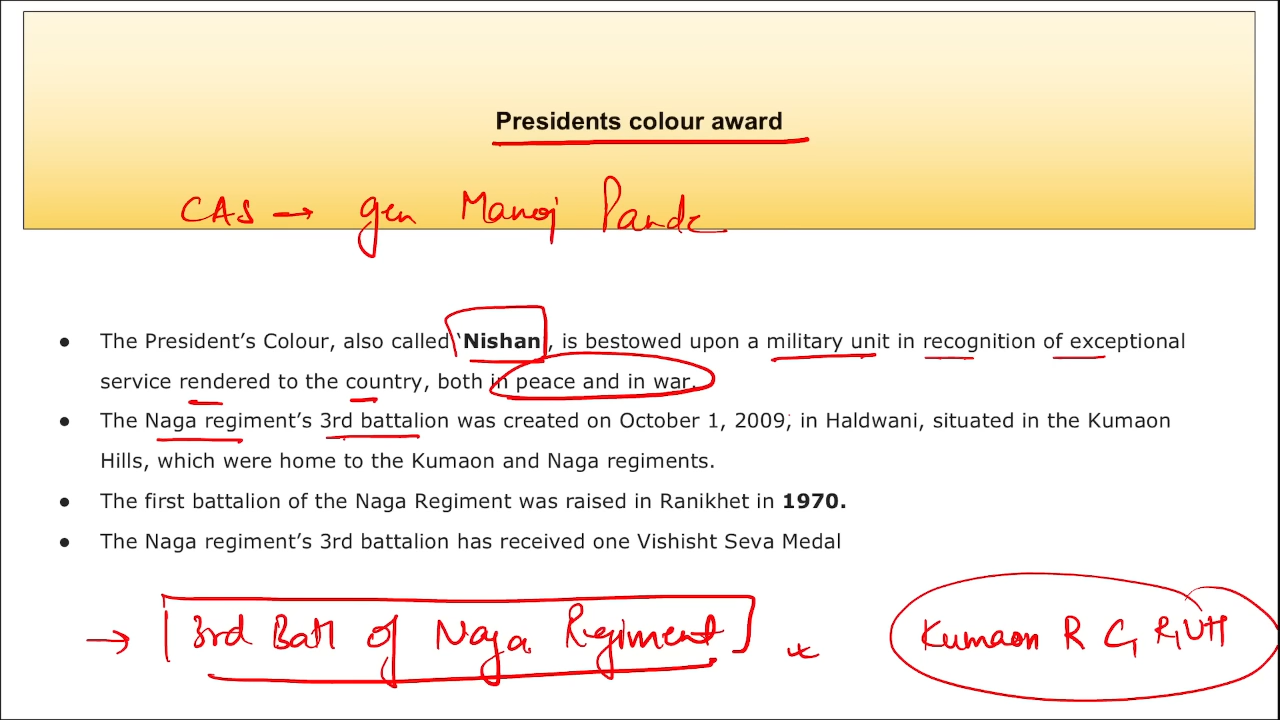 Presidents colour award
CAS → Gen Manoj Pande
● The President’s Colour, also called ‘Nishan’, is bestowed upon a military unit in recognition of exceptional
service rendered to the country, both in peace and in war.
● The Naga regiment’s 3rd battalion was created on October 1, 2009, in Haldwani, situated in the Kumaon
Hills, which were home to the Kumaon and Naga regiments.
● The first battalion of the Naga Regiment was raised in Ranikhet in 1970.
● The Naga regiment’s 3rd battalion has received one Vishisht Seva Medal
→ 3rd Batt of Naga Regiment
Kumaon R